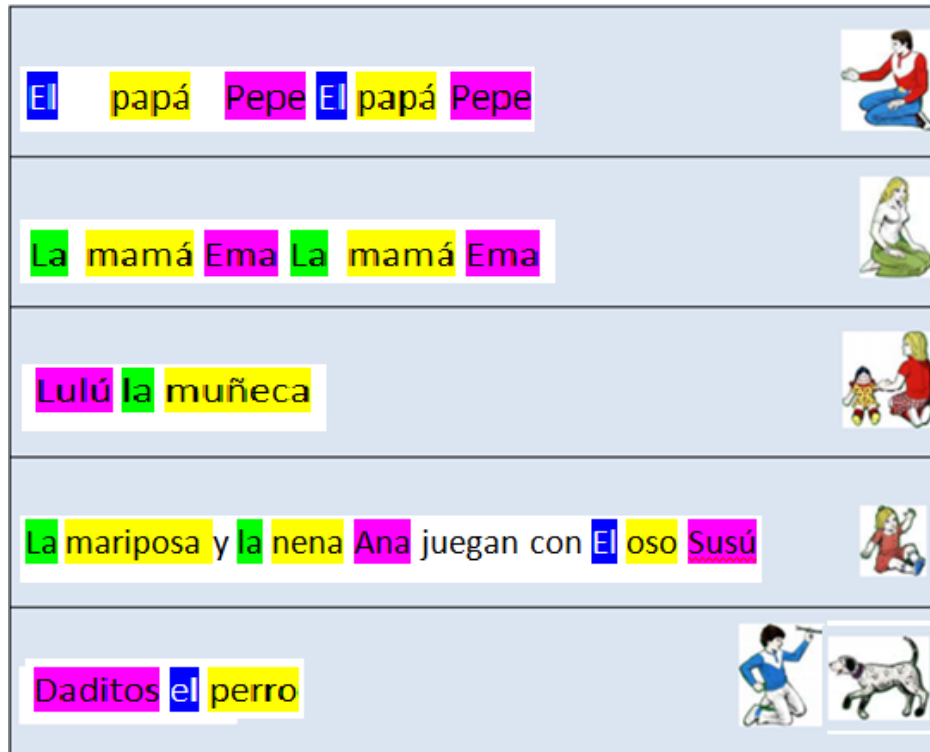 El papá Pepe El papá Pepe
La mamá Ema La mamá Ema
Lulú la muñeca
La mariposa y la nena Ana juegan con El oso Susú
Daditos el perro